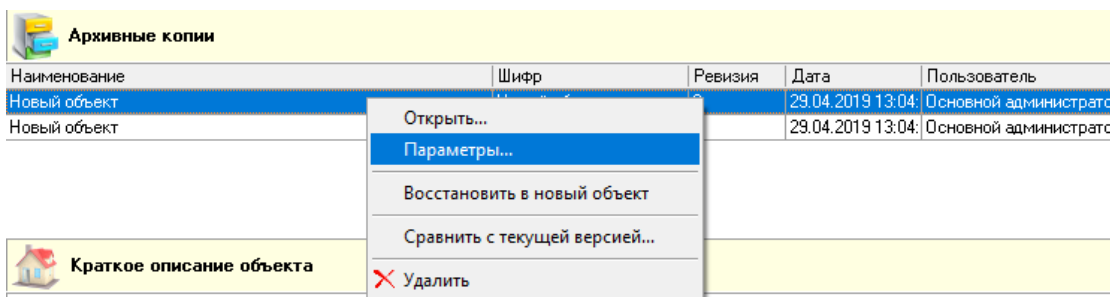 Архивные копии
Наименование Шифр Ревизия Дата Пользователь
Новый объект 29.04.2019 13:04: Основной администрато
Новый объект 29.04.2019 13:04: Основной администрато
Открыть...
Параметры...
Восстановить в новый объект
Сравнить с текущей версией...
Удалить
Краткое описание объекта